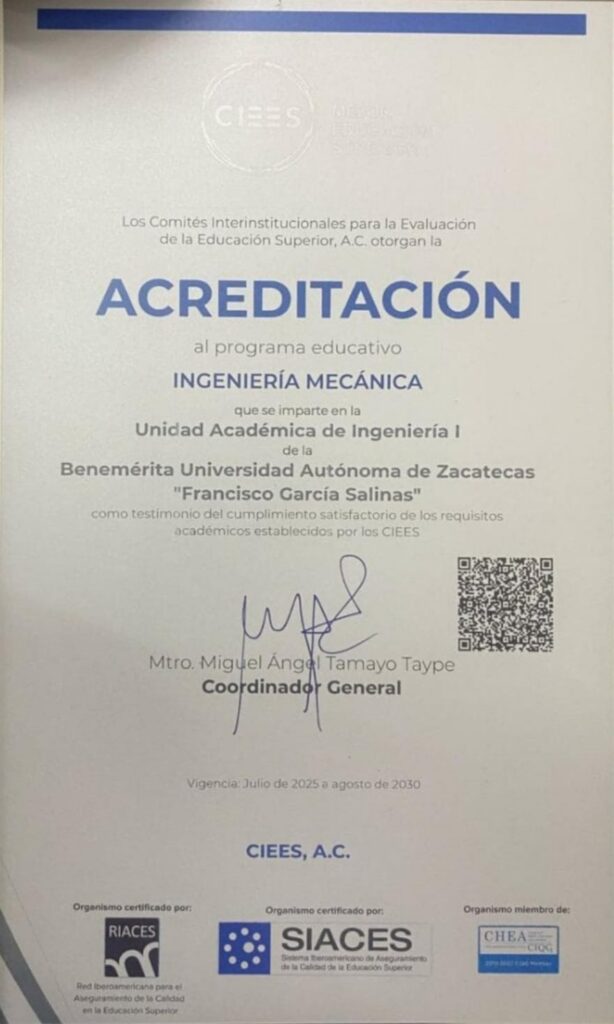 CIEES
Los Comités Interinstitucionales para la Evaluación
de la Educación Superior, A.C. otorgan la
ACREDITACIÓN
al programa educativo
INGENIERÍA MECÁNICA
que se imparte en la
Unidad Académica de Ingeniería I
de la
Benemérita Universidad Autónoma de Zacatecas
"Francisco García Salinas"
como testimonio del cumplimiento satisfactorio de los requisitos
académicos establecidos por los CIEES
Mtro. Miguel Ángel Tamayo Taype
Coordinador General
Vigencia: Julio de 2025 a agosto de 2030
CIEES, A.C.
Organismo certificado por:
RIACES
Red Iberoamericana para el
Aseguramiento de la Calidad
en la Educación Superior
Organismo certificado por:
SIACES
Sistema Iberoamericano de Aseguramiento
de la Calidad de la Educación Superior
Organismo miembro de:
CHEA
CIQG